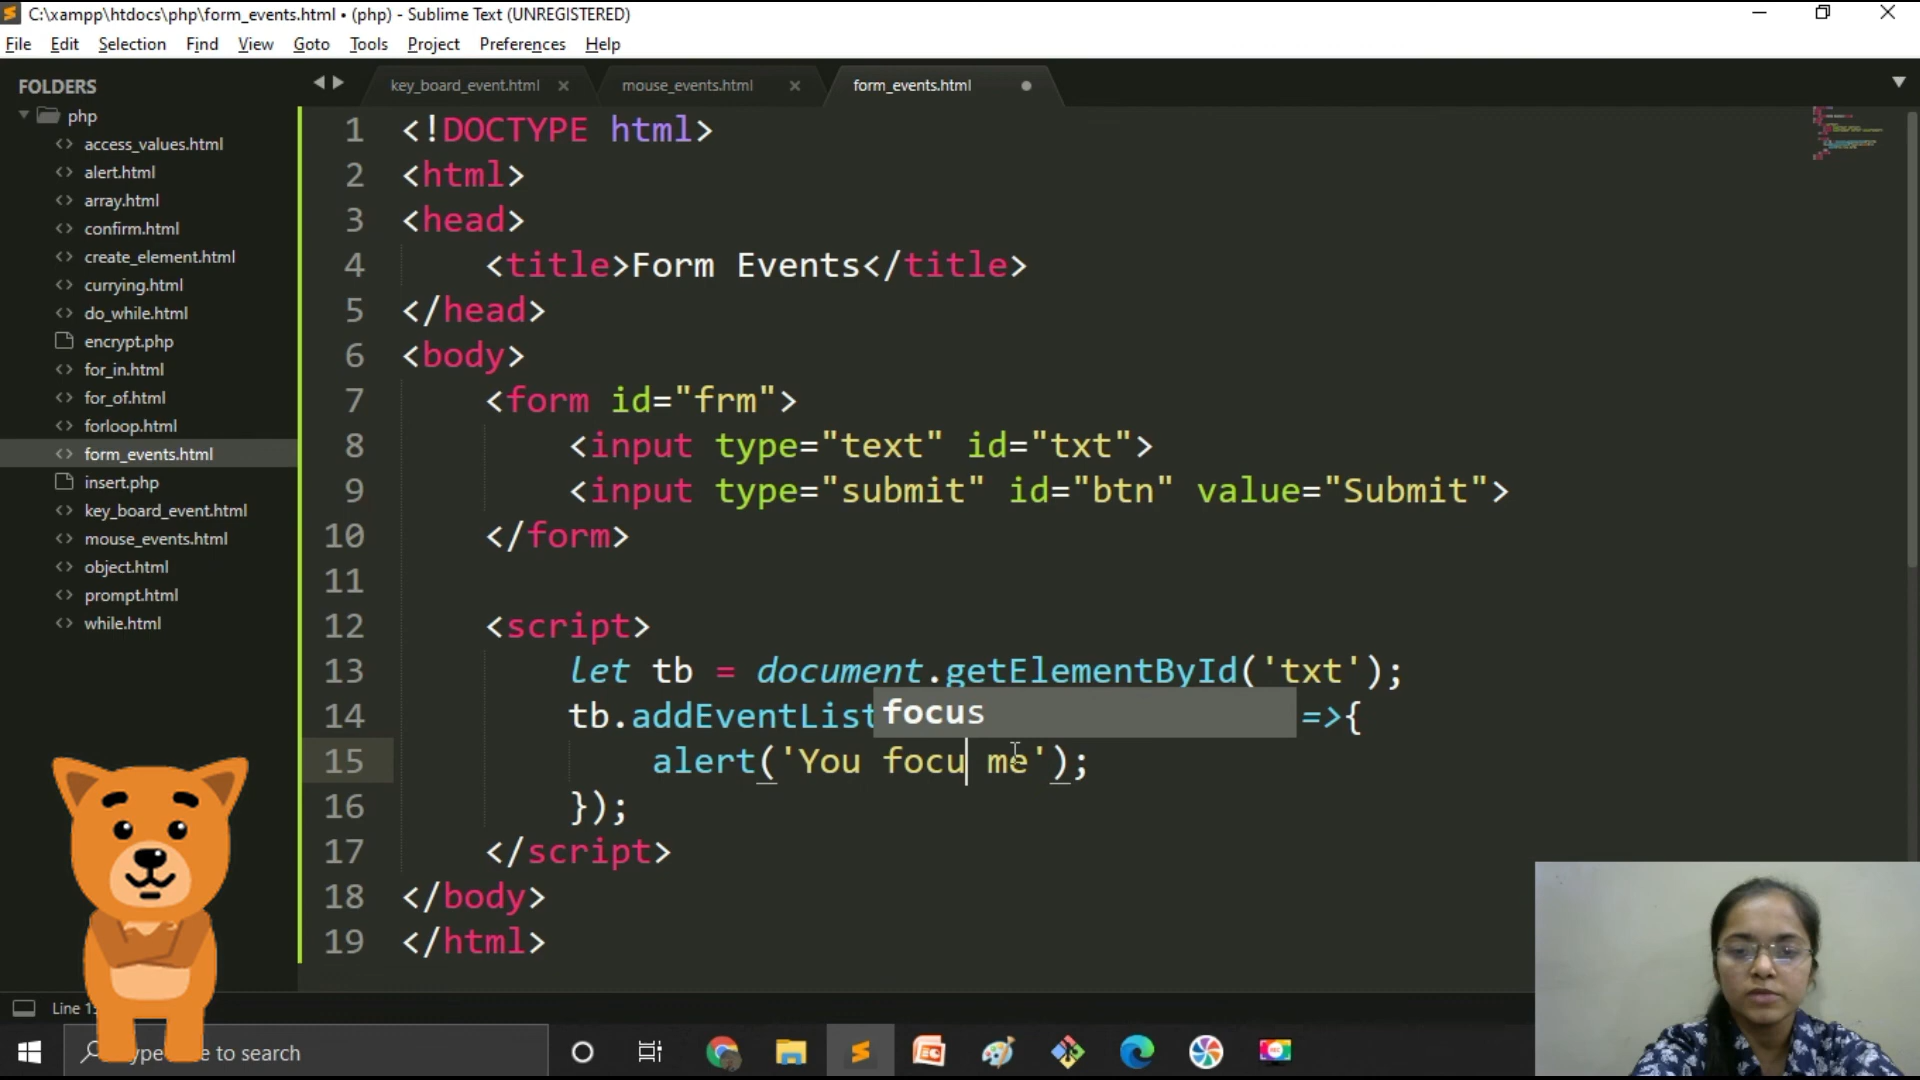 C:\xampp\htdocs\php\form_events.html • (php) - Sublime Text (UNREGISTERED)
File Edit Selection Find View Goto Tools Project Preferences Help
FOLDERS
php
access_values.html
alert.html
array.html
confirm.html
create_element.html
currying.html
do_while.html
encrypt.php
for_in.html
for_of.html
forloop.html
form_events.html
insert.php
key_board_event.html
mouse_events.html
object.html
prompt.html
while.html
key_board_event.html mouse_events.html form_events.html
1 <!DOCTYPE html>
2 <html>
3 <head>
4 <title>Form Events</title>
5 </head>
6 <body>
7 <form id="frm">
8 <input type="text" id="txt">
9 <input type="submit" id="btn" value="Submit">
10 </form>
11
12 <script>
13 let tb = document.getElementById('txt');
14 tb.addEventList =>{
focus
15 alert('You focu me');
16 });
17 </script>
18 </body>
19 </html>
Line 1
to search